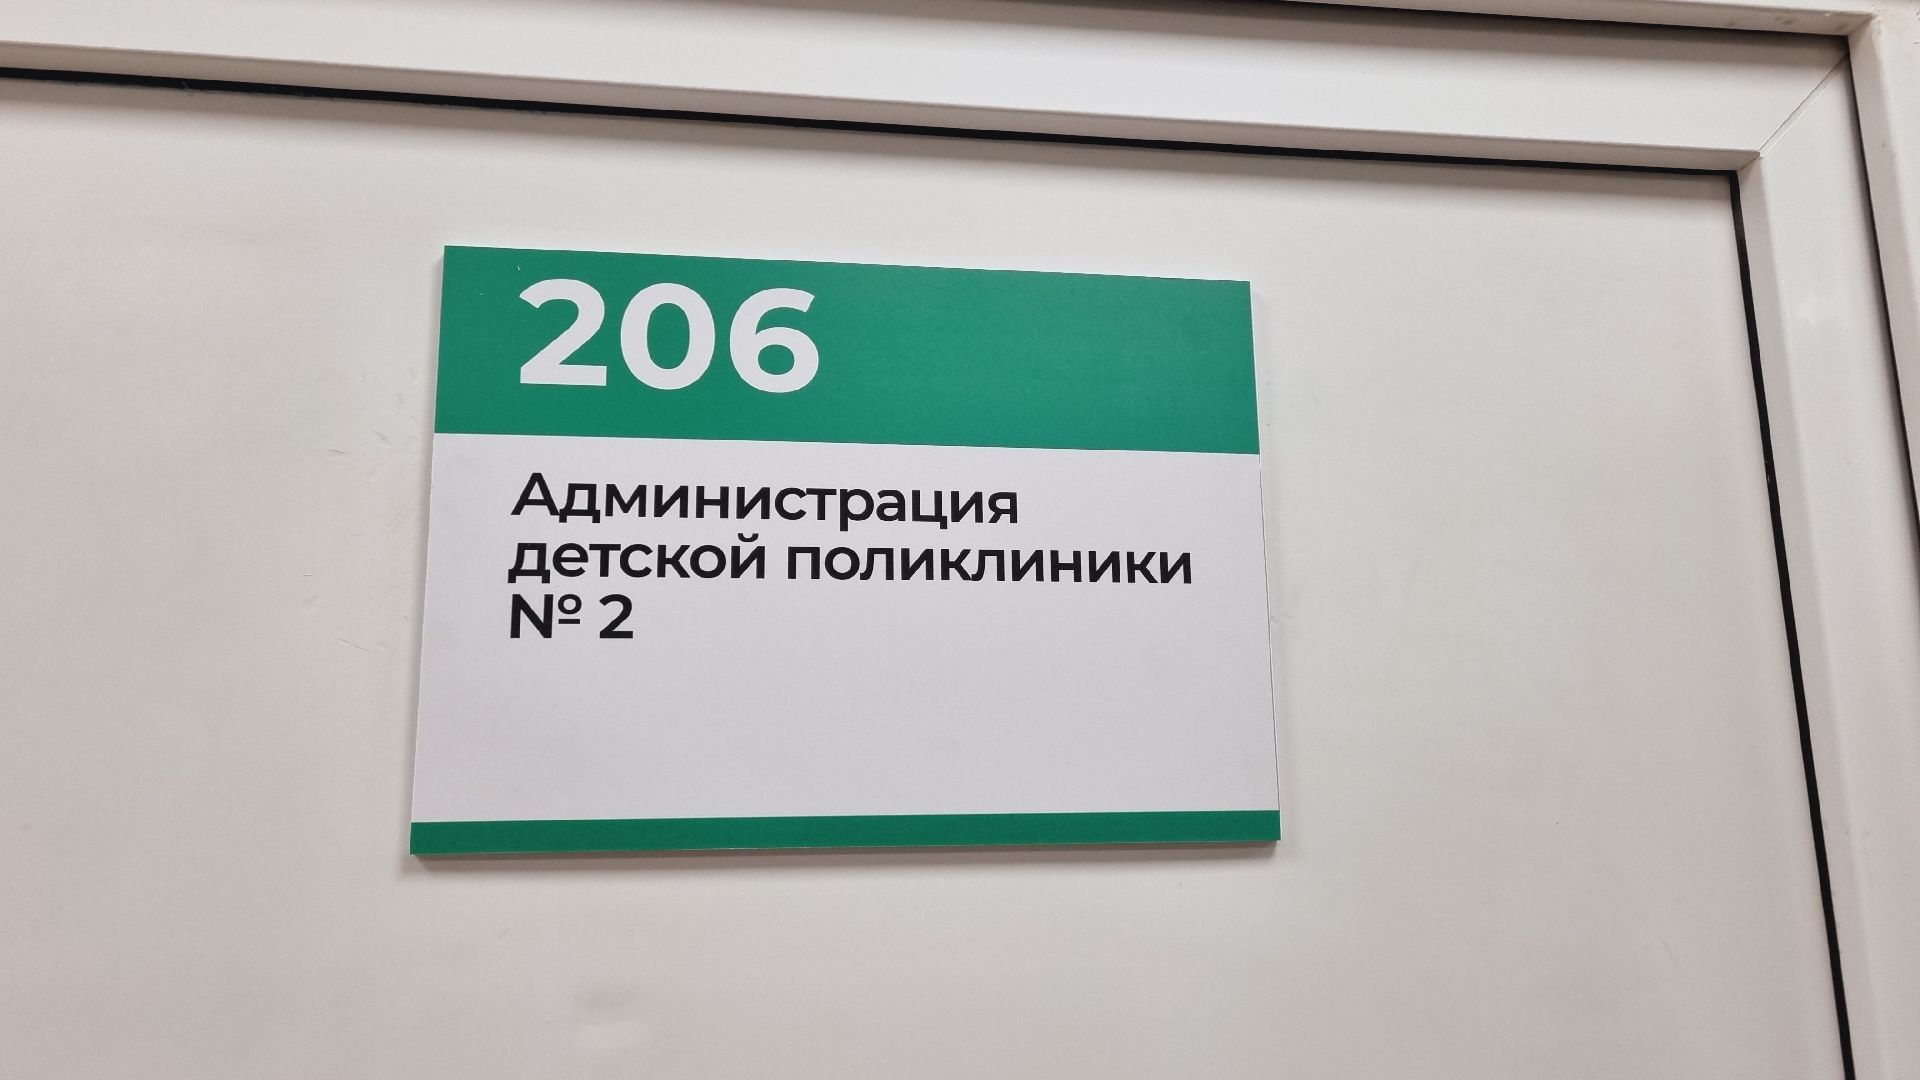 206
Администрация
детской поликлиники
№ 2